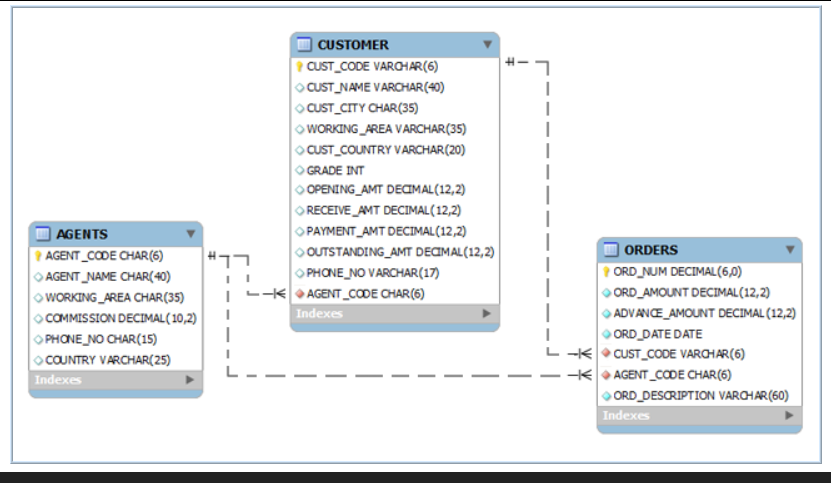 CUSTOMER
CUST_CODE VARCHAR(6)
CUST_NAME VARCHAR(40)
CUST_CITY CHAR(35)
WORKING_AREA VARCHAR(35)
CUST_COUNTRY VARCHAR(20)
GRADE INT
OPENING_AMT DECIMAL(12,2)
RECEIVE_AMT DECIMAL(12,2)
PAYMENT_AMT DECIMAL(12,2)
OUTSTANDING_AMT DECIMAL(12,2)
PHONE_NO VARCHAR(17)
AGENT_CODE CHAR(6)
Indexes
AGENTS
AGENT_CODE CHAR(6)
AGENT_NAME CHAR(40)
WORKING_AREA CHAR(35)
COMMISSION DECIMAL(10,2)
PHONE_NO CHAR(15)
COUNTRY VARCHAR(25)
Indexes
ORDERS
ORD_NUM DECIMAL(6,0)
ORD_AMOUNT DECIMAL(12,2)
ADVANCE_AMOUNT DECIMAL(12,2)
ORD_DATE DATE
CUST_CODE VARCHAR(6)
AGENT_CODE CHAR(6)
ORD_DESCRIPTION VARCHAR(60)
Indexes